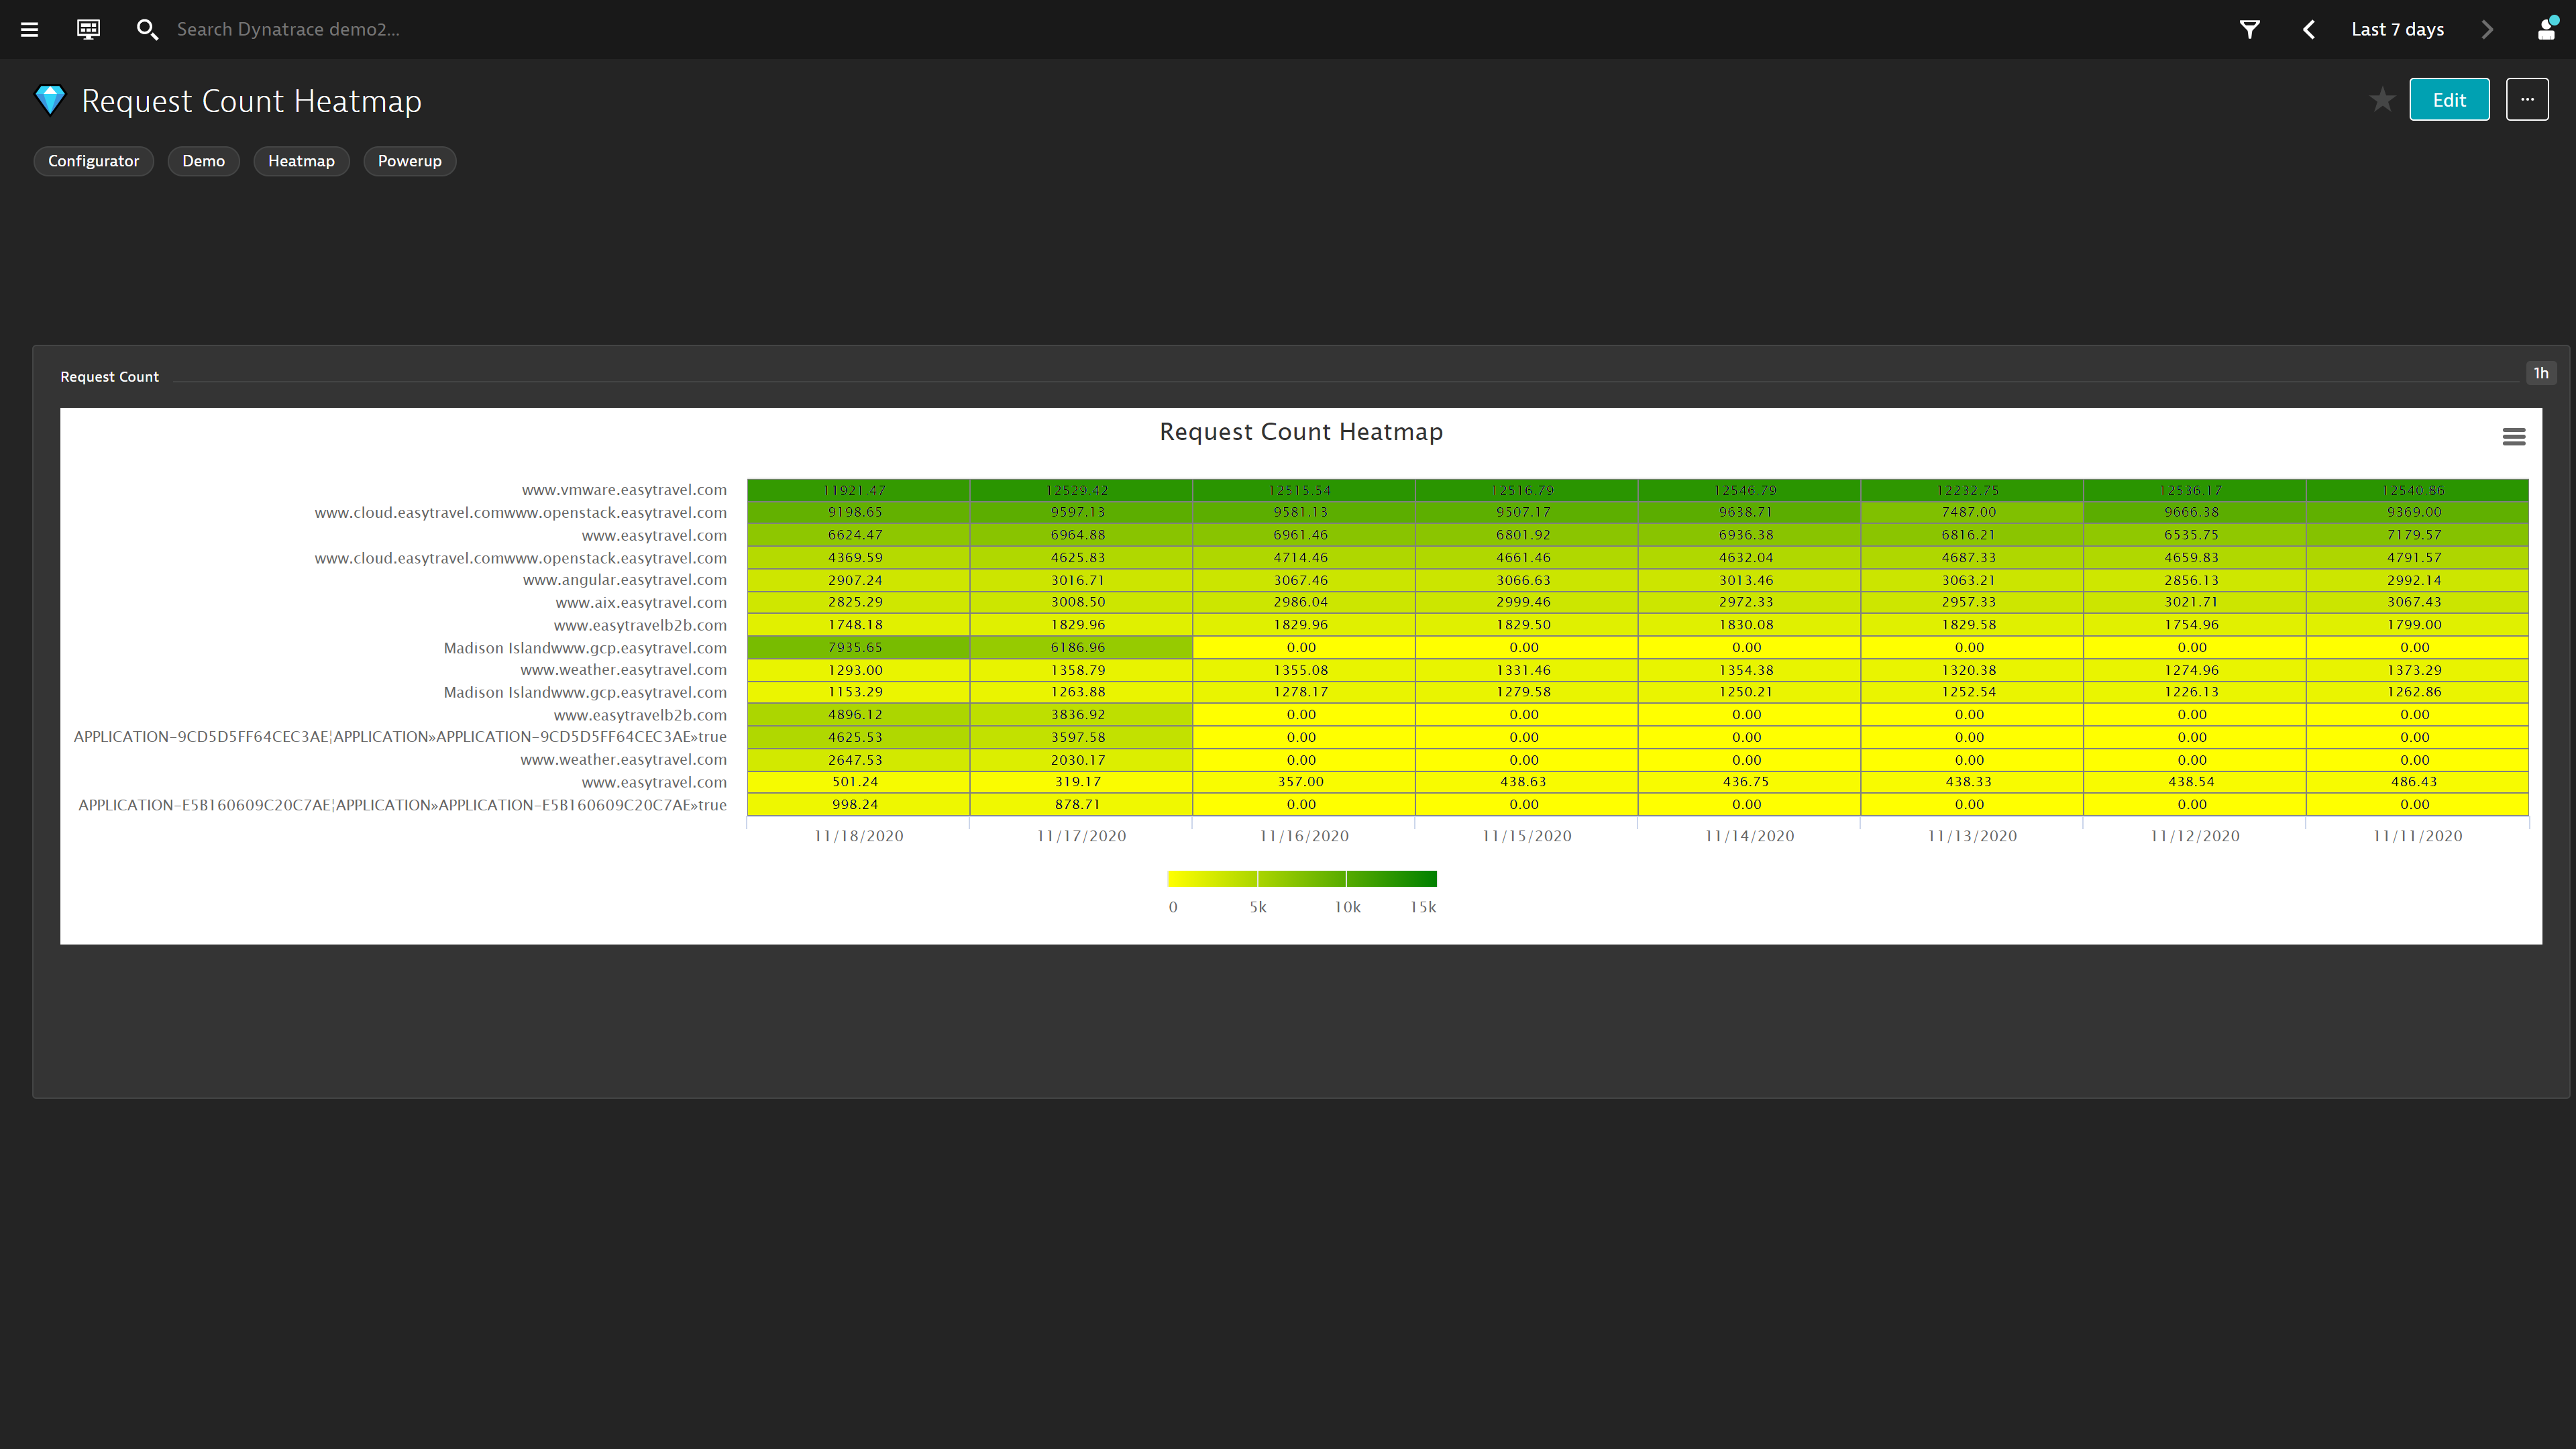 Search Dynatrace demo2...
Last 7 days
Request Count Heatmap
Edit
...
Configurator Demo Heatmap Powerup
Request Count
1h
Request Count Heatmap
www.vmware.easytravel.com 11921.47 12529.42 12515.54 12516.79 12546.79 12232.75 12536.17 12540.86
www.cloud.easytravel.comwww.openstack.easytravel.com 9198.65 9597.13 9581.13 9507.17 9638.71 7487.00 9666.38 9369.00
www.easytravel.com 6624.47 6964.88 6961.46 6801.92 6936.38 6816.21 6535.75 7179.57
www.cloud.easytravel.comwww.openstack.easytravel.com 4369.59 4625.83 4714.46 4661.46 4632.04 4687.33 4659.83 4791.57
www.angular.easytravel.com 2907.24 3016.71 3067.46 3066.63 3013.46 3063.21 2856.13 2992.14
www.aix.easytravel.com 2825.29 3008.50 2986.04 2999.46 2972.33 2957.33 3021.71 3067.43
www.easytravelb2b.com 1748.18 1829.96 1829.96 1829.50 1830.08 1829.58 1754.96 1799.00
Madison Islandwww.gcp.easytravel.com 7935.65 6186.96 0.00 0.00 0.00 0.00 0.00 0.00
www.weather.easytravel.com 1293.00 1358.79 1355.08 1331.46 1354.38 1320.38 1274.96 1373.29
Madison Islandwww.gcp.easytravel.com 1153.29 1263.88 1278.17 1279.58 1250.21 1252.54 1226.13 1262.86
www.easytravelb2b.com 4896.12 3836.92 0.00 0.00 0.00 0.00 0.00 0.00
APPLICATION-9CD5D5FF64CEC3AE¦APPLICATION»APPLICATION-9CD5D5FF64CEC3AE»true 4625.53 3597.58 0.00 0.00 0.00 0.00 0.00 0.00
www.weather.easytravel.com 2647.53 2030.17 0.00 0.00 0.00 0.00 0.00 0.00
www.easytravel.com 501.24 319.17 357.00 438.63 436.75 438.33 438.54 486.43
APPLICATION-E5B160609C20C7AE¦APPLICATION»APPLICATION-E5B160609C20C7AE»true 998.24 878.71 0.00 0.00 0.00 0.00 0.00 0.00
11/18/2020 11/17/2020 11/16/2020 11/15/2020 11/14/2020 11/13/2020 11/12/2020 11/11/2020
0 5k 10k 15k